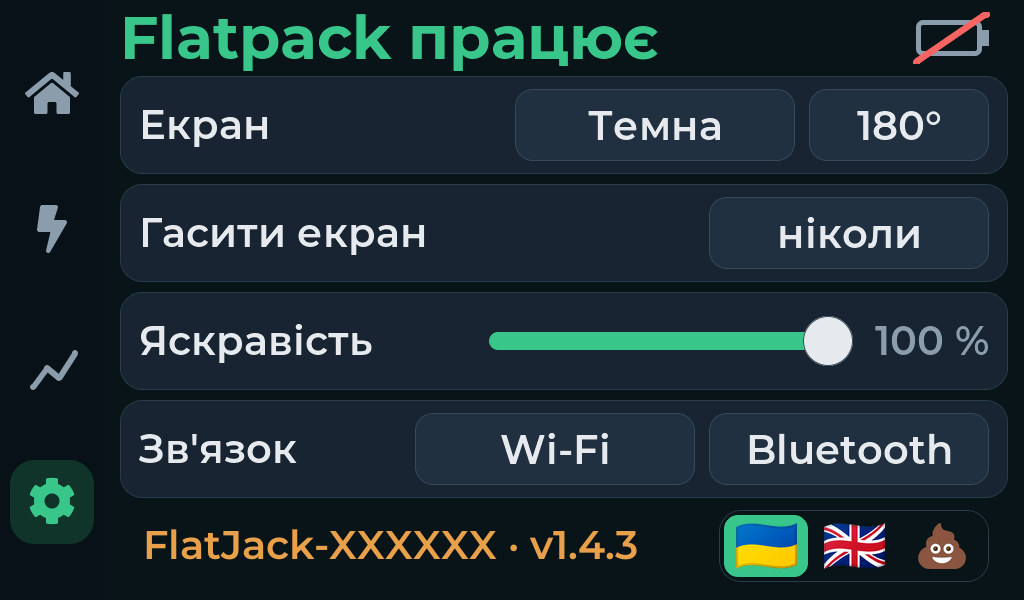 Flatpack працює
Екран Темна 180°
Гасити екран ніколи
Яскравість 100 %
Зв'язок Wi-Fi Bluetooth
FlatJack-XXXXXX · v1.4.3